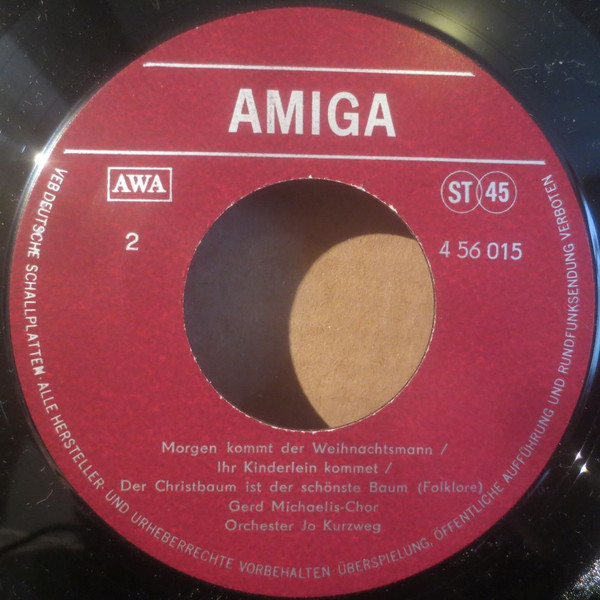 AMIGA
AWA
ST 45
2
4 56 015
Morgen kommt der Weihnachtsmann /
Ihr Kinderlein kommet /
Der Christbaum ist der schönste Baum (Folklore)
Gerd Michaelis-Chor
Orchester Jo Kurzweg
VEB DEUTSCHE SCHALLPLATTEN · ALLE HERSTELLER- UND URHEBERRECHTE VORBEHALTEN ÜBERSPIELUNG, ÖFFENTLICHE AUFFÜHRUNG UND RUNDFUNKSENDUNG VERBOTEN